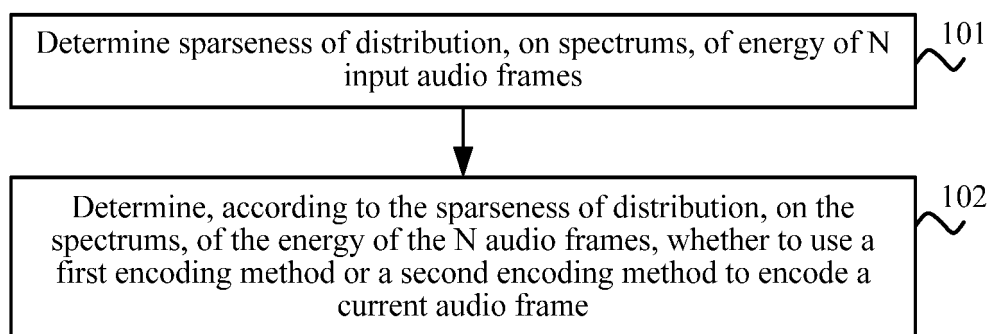 Determine sparseness of distribution, on spectrums, of energy of N
input audio frames
101
Determine, according to the sparseness of distribution, on the
spectrums, of the energy of the N audio frames, whether to use a
first encoding method or a second encoding method to encode a
current audio frame
102